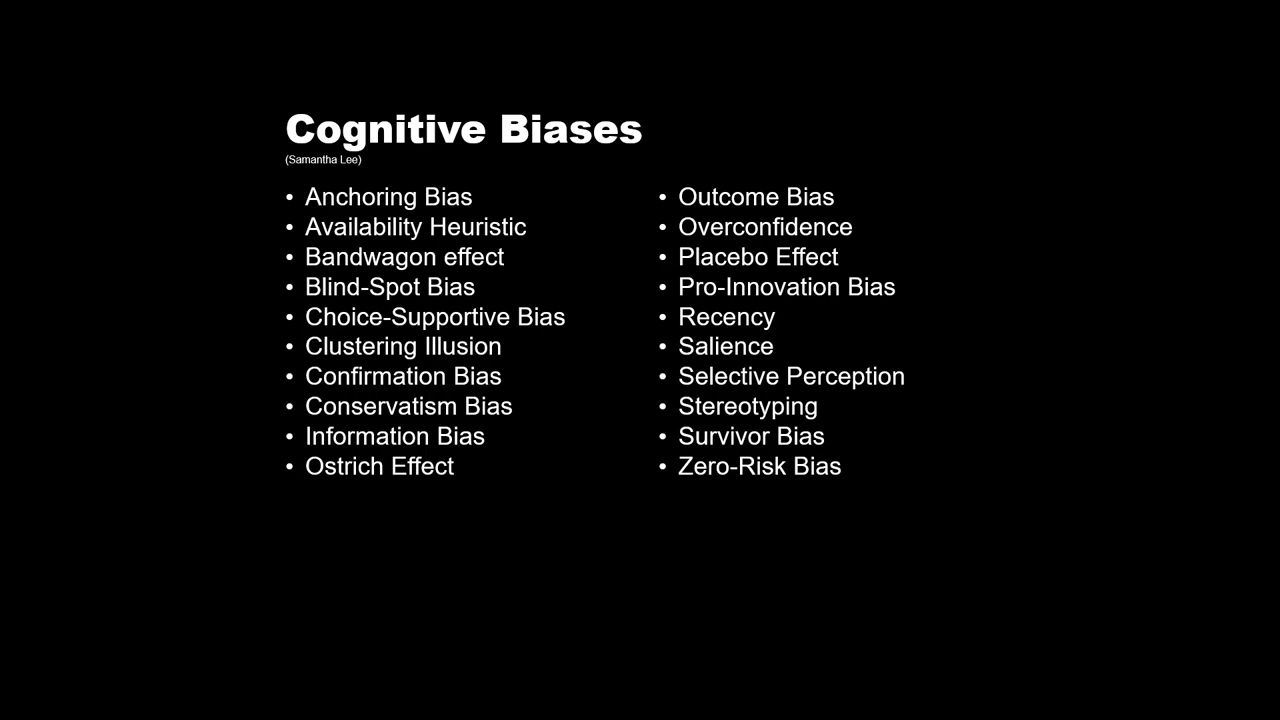 Cognitive Biases
(Samantha Lee)
• Anchoring Bias
• Availability Heuristic
• Bandwagon effect
• Blind-Spot Bias
• Choice-Supportive Bias
• Clustering Illusion
• Confirmation Bias
• Conservatism Bias
• Information Bias
• Ostrich Effect
• Outcome Bias
• Overconfidence
• Placebo Effect
• Pro-Innovation Bias
• Recency
• Salience
• Selective Perception
• Stereotyping
• Survivor Bias
• Zero-Risk Bias